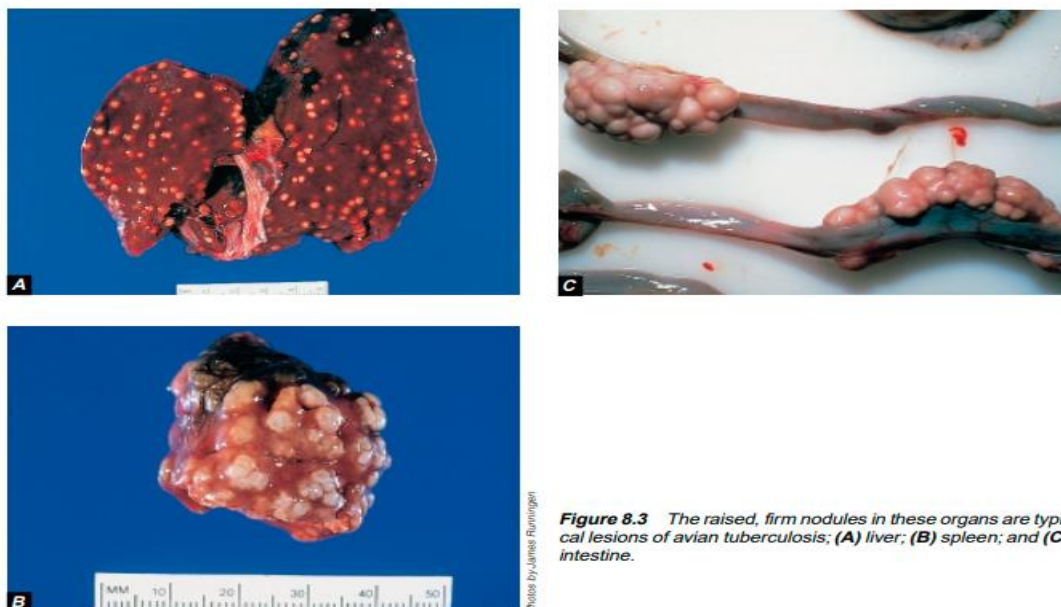 A
C
B
MM 10 20 30 40 50
Photos by James Runningen
Figure 8.3 The raised, firm nodules in these organs are typi-
cal lesions of avian tuberculosis; (A) liver; (B) spleen; and (C)
intestine.